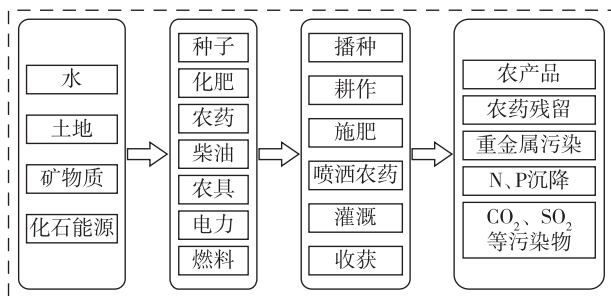 水
土地
矿物质
化石能源
种子
化肥
农药
柴油
农具
电力
燃料
播种
耕作
施肥
喷洒农药
灌溉
收获
农产品
农药残留
重金属污染
N、P沉降
CO₂、SO₂
等污染物